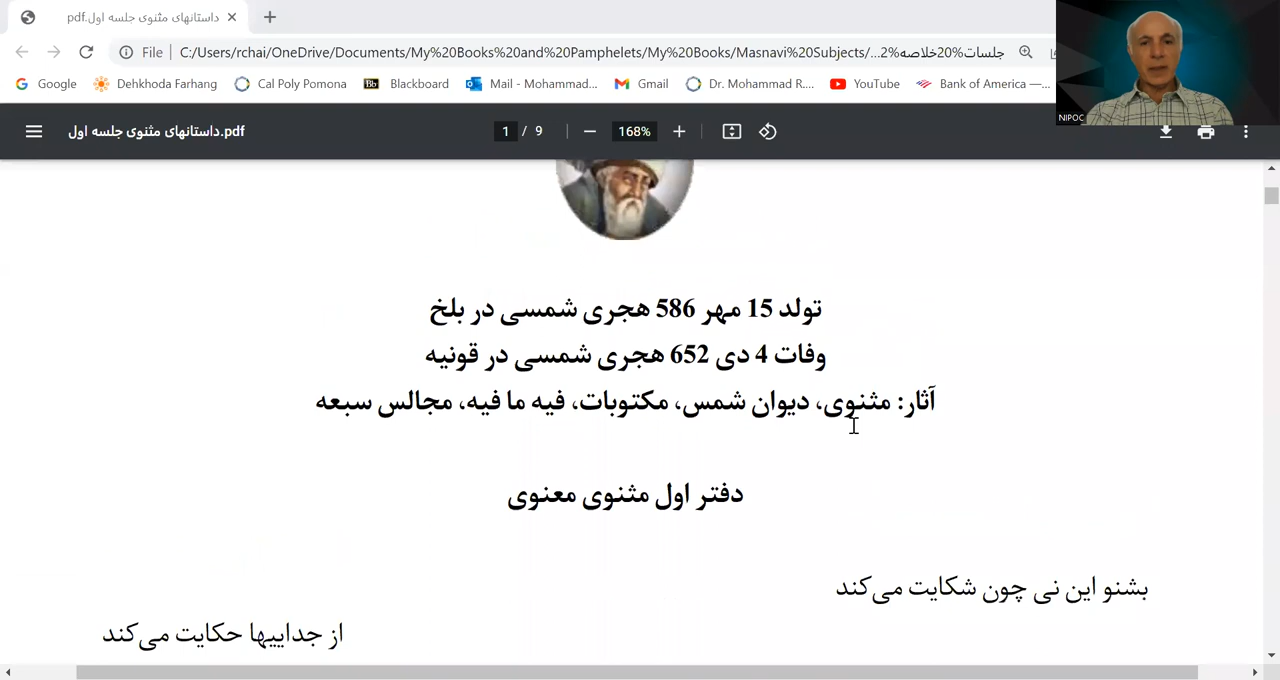 داستانهای مثنوی جلسه اول.pdf
File C:/Users/rchai/OneDrive/Documents/My%20Books%20and%20Pamphelets/My%20Books/Masnavi%20Subjects/...2%جلسات%20خلاصه
Google Dehkhoda Farhang Cal Poly Pomona Bb Blackboard Mail - Mohammad... Gmail Dr. Mohammad R.... YouTube Bank of America —...
NIPOC
داستانهای مثنوی جلسه اول.pdf 1 / 9 168%
تولد 15 مهر 586 هجری شمسی در بلخ
وفات 4 دی 652 هجری شمسی در قونیه
آثار: مثنوی، دیوان شمس، مکتوبات، فیه ما فیه، مجالس سبعه
دفتر اول مثنوی معنوی
بشنو این نی چون شکایت می‌کند
از جداییها حکایت می‌کند